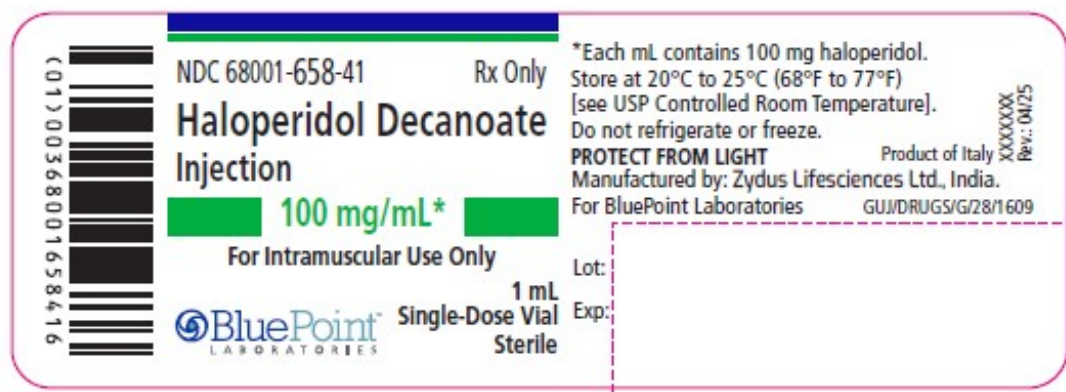 (01)00368001658416
NDC 68001-658-41 Rx Only
Haloperidol Decanoate
Injection
100 mg/mL*
For Intramuscular Use Only
1 mL
Single-Dose Vial
Sterile
BluePoint™
LABORATORIES
*Each mL contains 100 mg haloperidol.
Store at 20°C to 25°C (68°F to 77°F)
[see USP Controlled Room Temperature].
Do not refrigerate or freeze.
PROTECT FROM LIGHT Product of Italy
Manufactured by: Zydus Lifesciences Ltd., India.
For BluePoint Laboratories GUJ/DRUGS/G/28/1609
XXXXXXX
Rev.: 04/25
Lot:
Exp: